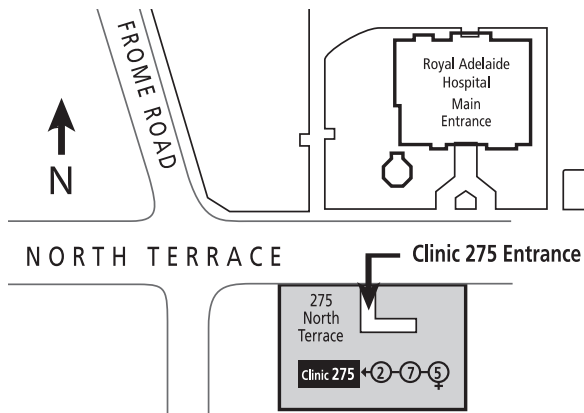 FROME ROAD
Royal Adelaide
Hospital
Main
Entrance
N
NORTH TERRACE
Clinic 275 Entrance
275
North
Terrace
Clinic 275
2 7 5